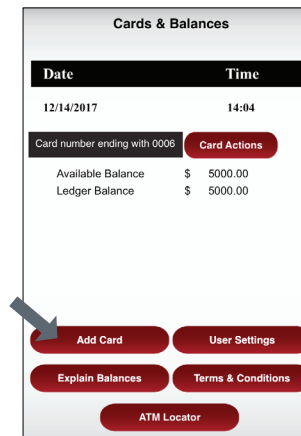 Cards & Balances
Date Time
12/14/2017 14:04
Card number ending with 0006 Card Actions
Available Balance $ 5000.00
Ledger Balance $ 5000.00
Add Card User Settings
Explain Balances Terms & Conditions
ATM Locator